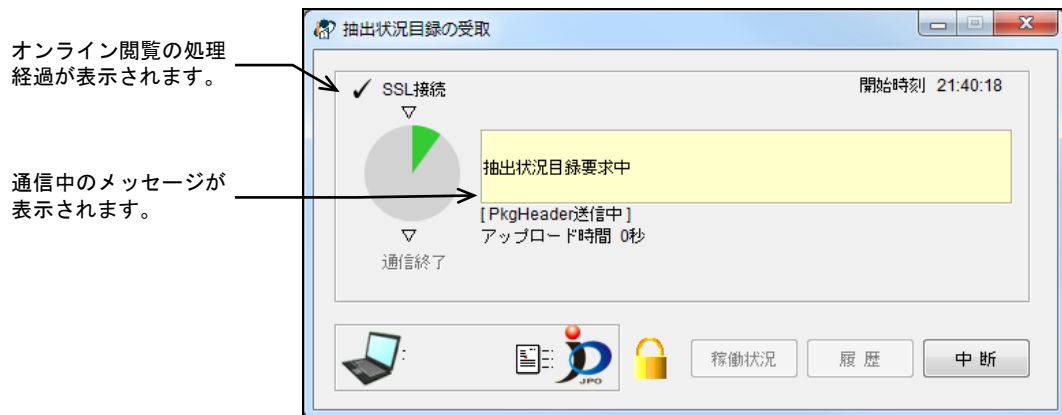 抽出状況目録の受取
オンライン閲覧の処理
経過が表示されます。
SSL接続
開始時刻 21:40:18
抽出状況目録要求中
通信中のメッセージが
表示されます。
[PkgHeader送信中]
アップロード時間 0秒
通信終了
JPO
稼働状況
履 歴
中 断